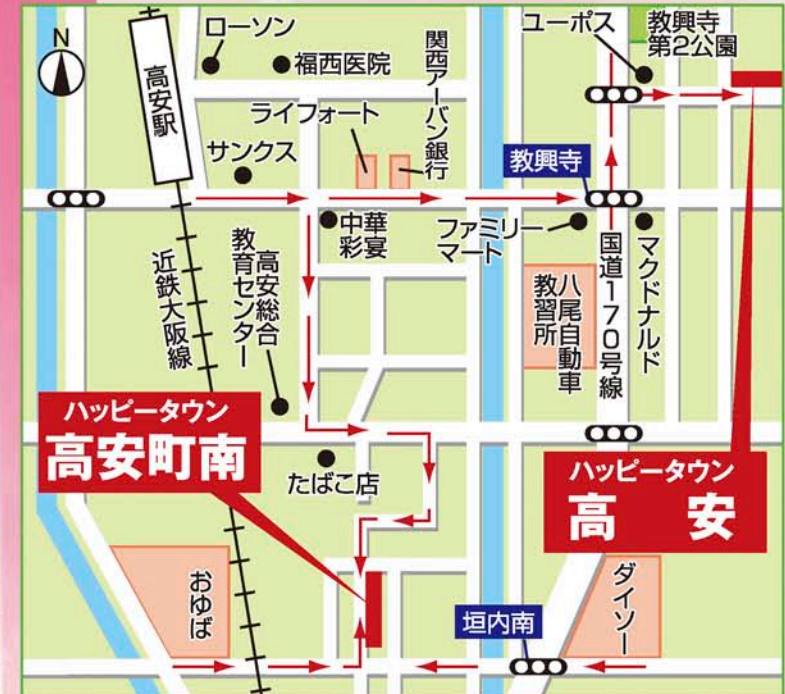 N
高安駅
ローソン
福西医院
関西アーバン銀行
ユーポス
教興寺
第2公園
ライフォート
サンクス
教興寺
中華
彩宴
ファミリー
マート
国道170号線
マクドナルド
八尾自動車
教習所
近鉄大阪線
高安総合
教育センター
ハッピータウン
高安町南
たばこ店
ハッピータウン
高 安
おゆば
垣内南
ダイソー